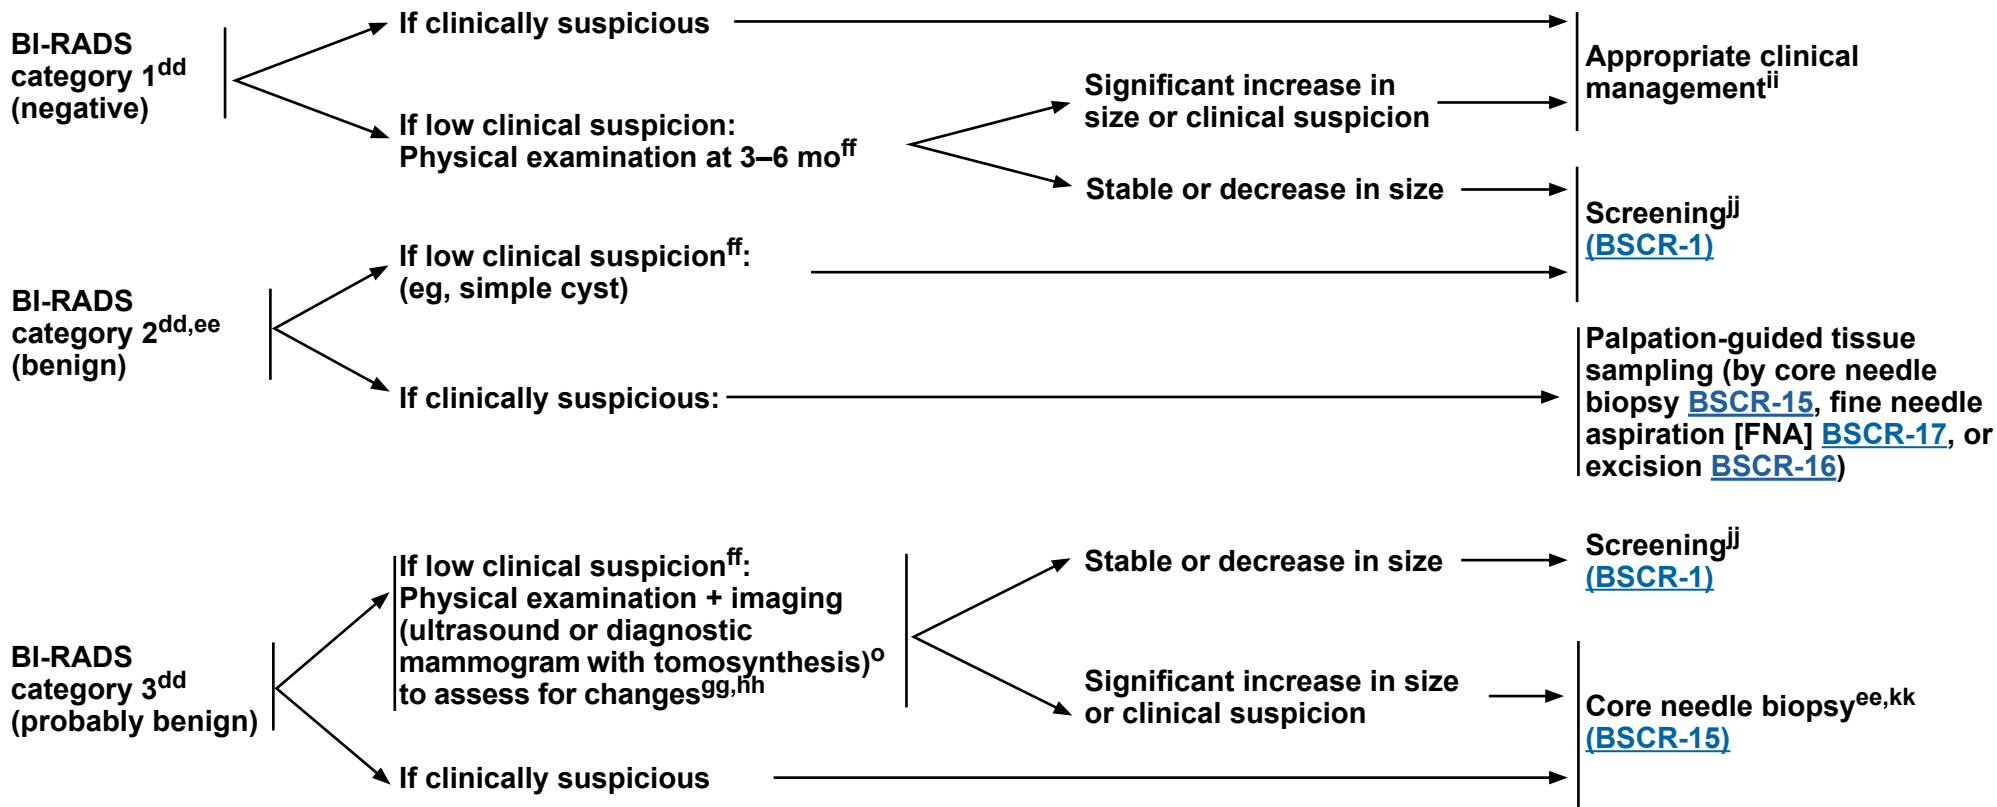 BI-RADS
category 1dd
(negative)
If clinically suspicious
If low clinical suspicion:
Physical examination at 3–6 moff
Significant increase in
size or clinical suspicion
Stable or decrease in size
Appropriate clinical
managementii
Screeningjj
(BSCR-1)
BI-RADS
category 2dd,ee
(benign)
If low clinical suspicionff:
(eg, simple cyst)
If clinically suspicious:
Palpation-guided tissue
sampling (by core needle
biopsy BSCR-15, fine needle
aspiration [FNA] BSCR-17, or
excision BSCR-16)
BI-RADS
category 3dd
(probably benign)
If low clinical suspicionff:
Physical examination + imaging
(ultrasound or diagnostic
mammogram with tomosynthesis)o
to assess for changesgg,hh
If clinically suspicious
Stable or decrease in size
Significant increase in size
or clinical suspicion
Screeningjj
(BSCR-1)
Core needle biopsyee,kk
(BSCR-15)